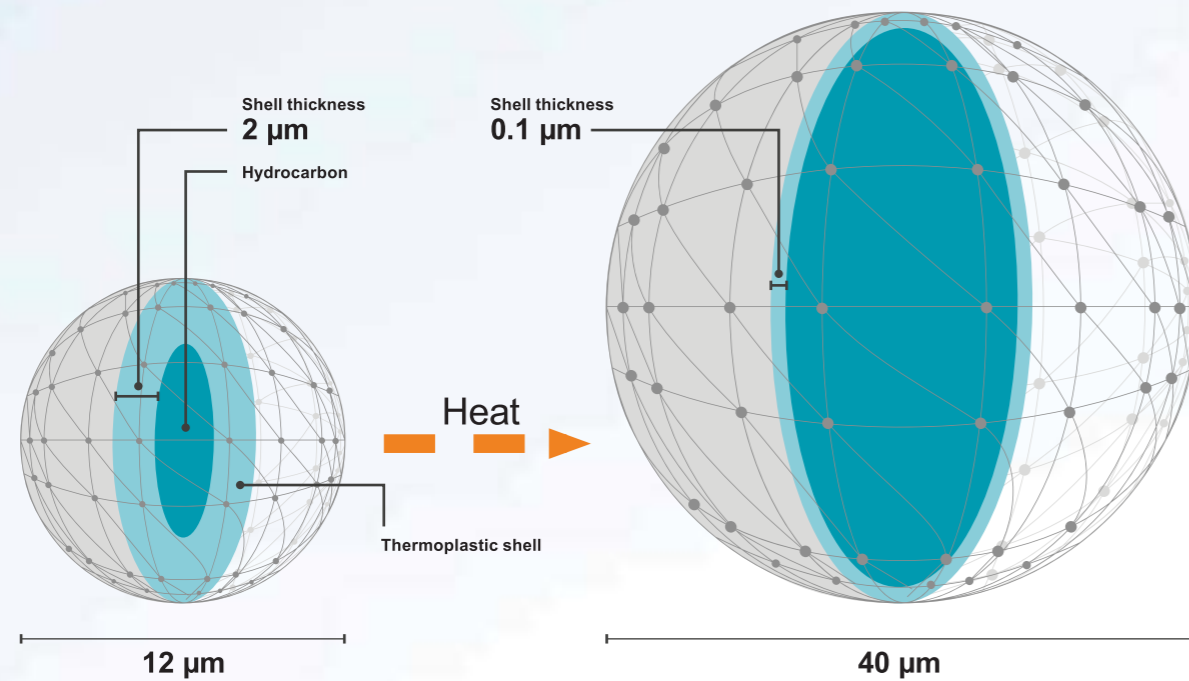 Shell thickness
2 µm
Hydrocarbon
Shell thickness
0.1 µm
Heat
Thermoplastic shell
12 µm
40 µm